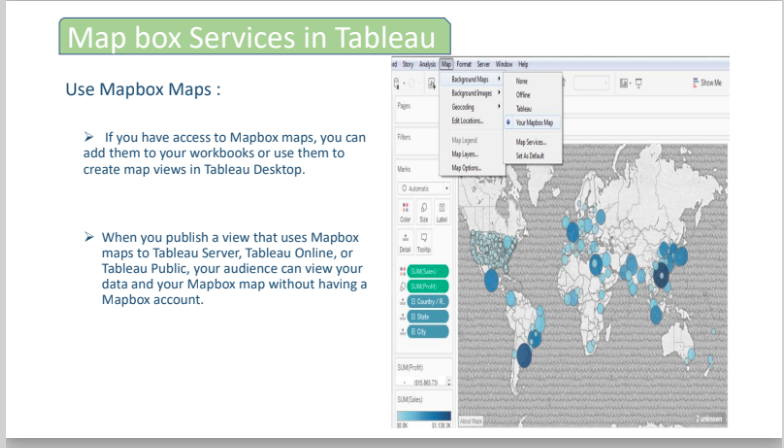 Map box Services in Tableau
Use Mapbox Maps :
➢ If you have access to Mapbox maps, you can
add them to your workbooks or use them to
create map views in Tableau Desktop.
➢ When you publish a view that uses Mapbox
maps to Tableau Server, Tableau Online, or
Tableau Public, your audience can view your
data and your Mapbox map without having a
Mapbox account.
Story Analysis Map Format Server Window Help
Background Maps
Background Images
Geocoding
Edit Locations...
Map Legend
Map Layers...
Map Options...
None
Offline
Tableau
Your Mapbox Map
Map Services...
Set As Default
Show Me
Pages
Filters
Marks
Automatic
Color Size Label
Detail Tooltip
SUM(Sales)
SUM(Profit)
Country / R..
State
City
SUM(Profit)
SUM(Sales)
About Maps
2 unknown